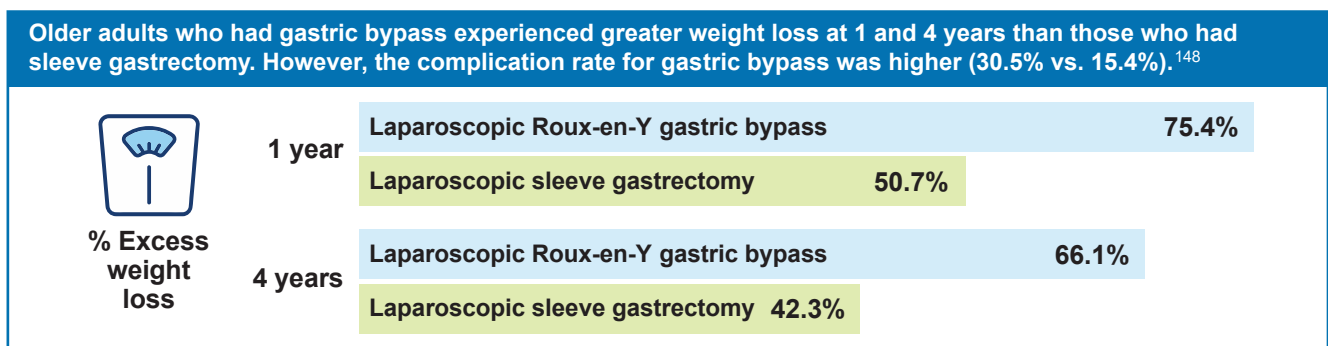 Older adults who had gastric bypass experienced greater weight loss at 1 and 4 years than those who had
sleeve gastrectomy. However, the complication rate for gastric bypass was higher (30.5% vs. 15.4%).148
1 year
Laparoscopic Roux-en-Y gastric bypass 75.4%
Laparoscopic sleeve gastrectomy 50.7%
% Excess
weight
loss
4 years
Laparoscopic Roux-en-Y gastric bypass 66.1%
Laparoscopic sleeve gastrectomy 42.3%